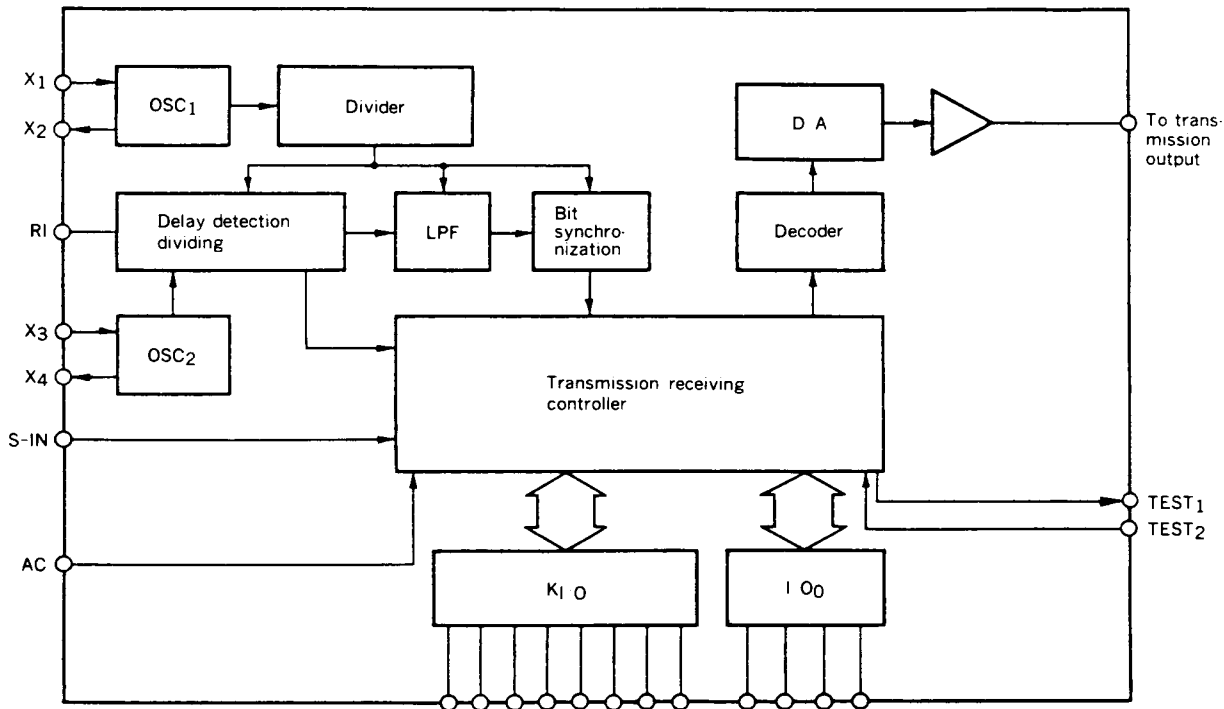 X1
X2
OSC1
Divider
D A
To trans-
mission
output
RI
Delay detection
dividing
LPF
Bit
synchro-
nization
Decoder
X3
X4
OSC2
Transmission receiving
controller
S-IN
AC
TEST1
TEST2
KI O
I O0